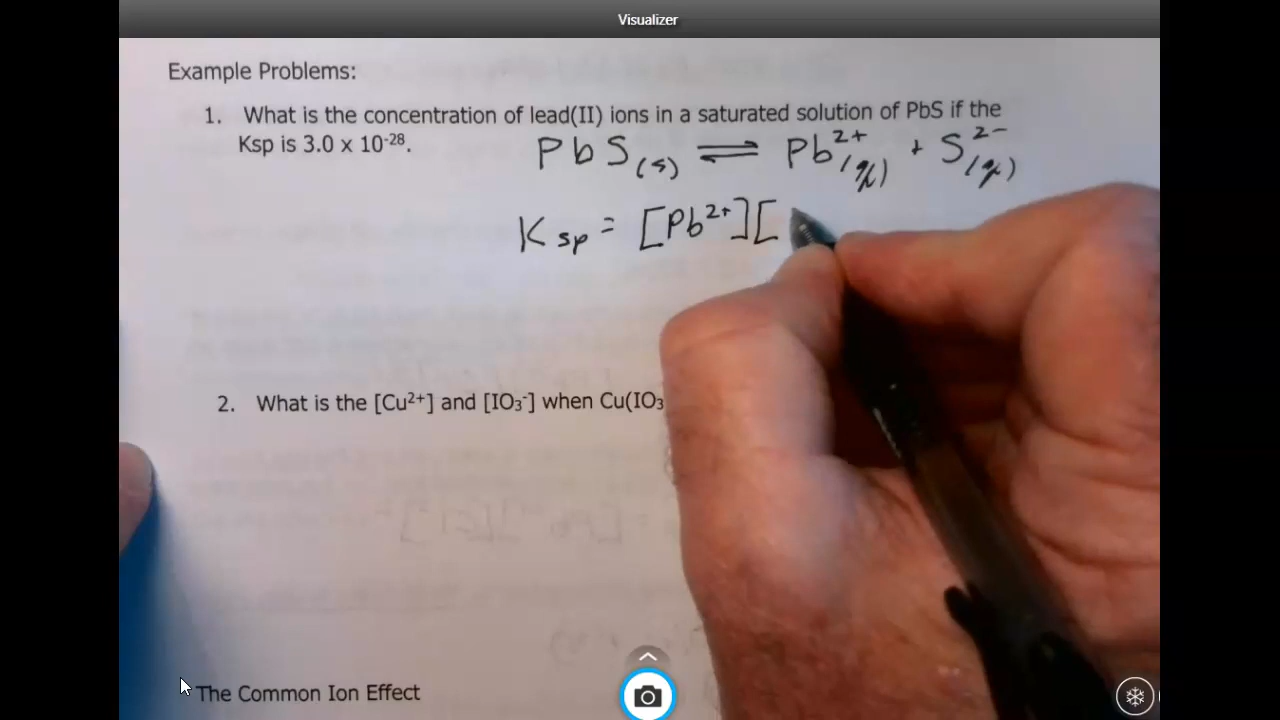 Visualizer
Example Problems:
1. What is the concentration of lead(II) ions in a saturated solution of PbS if the
Ksp is 3.0 x 10⁻²⁸.
PbS(s) ⇌ Pb²⁺(aq) + S²⁻(aq)
Ksp = [Pb²⁺][
2. What is the [Cu²⁺] and [IO₃⁻] when Cu(IO₃
The Common Ion Effect